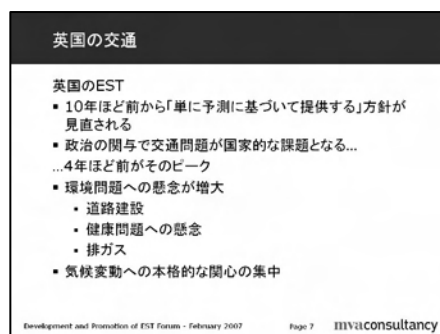 英国の交通
英国のEST
▪ 10年ほど前から「単に予測に基づいて提供する」方針が
見直される
▪ 政治の関与で交通問題が国家的な課題となる...
...4年ほど前がそのピーク
▪ 環境問題への懸念が増大
▪ 道路建設
▪ 健康問題への懸念
▪ 排ガス
▪ 気候変動への本格的な関心の集中
Development and Promotion of EST Forum - February 2007 Page 7 mvaconsultancy